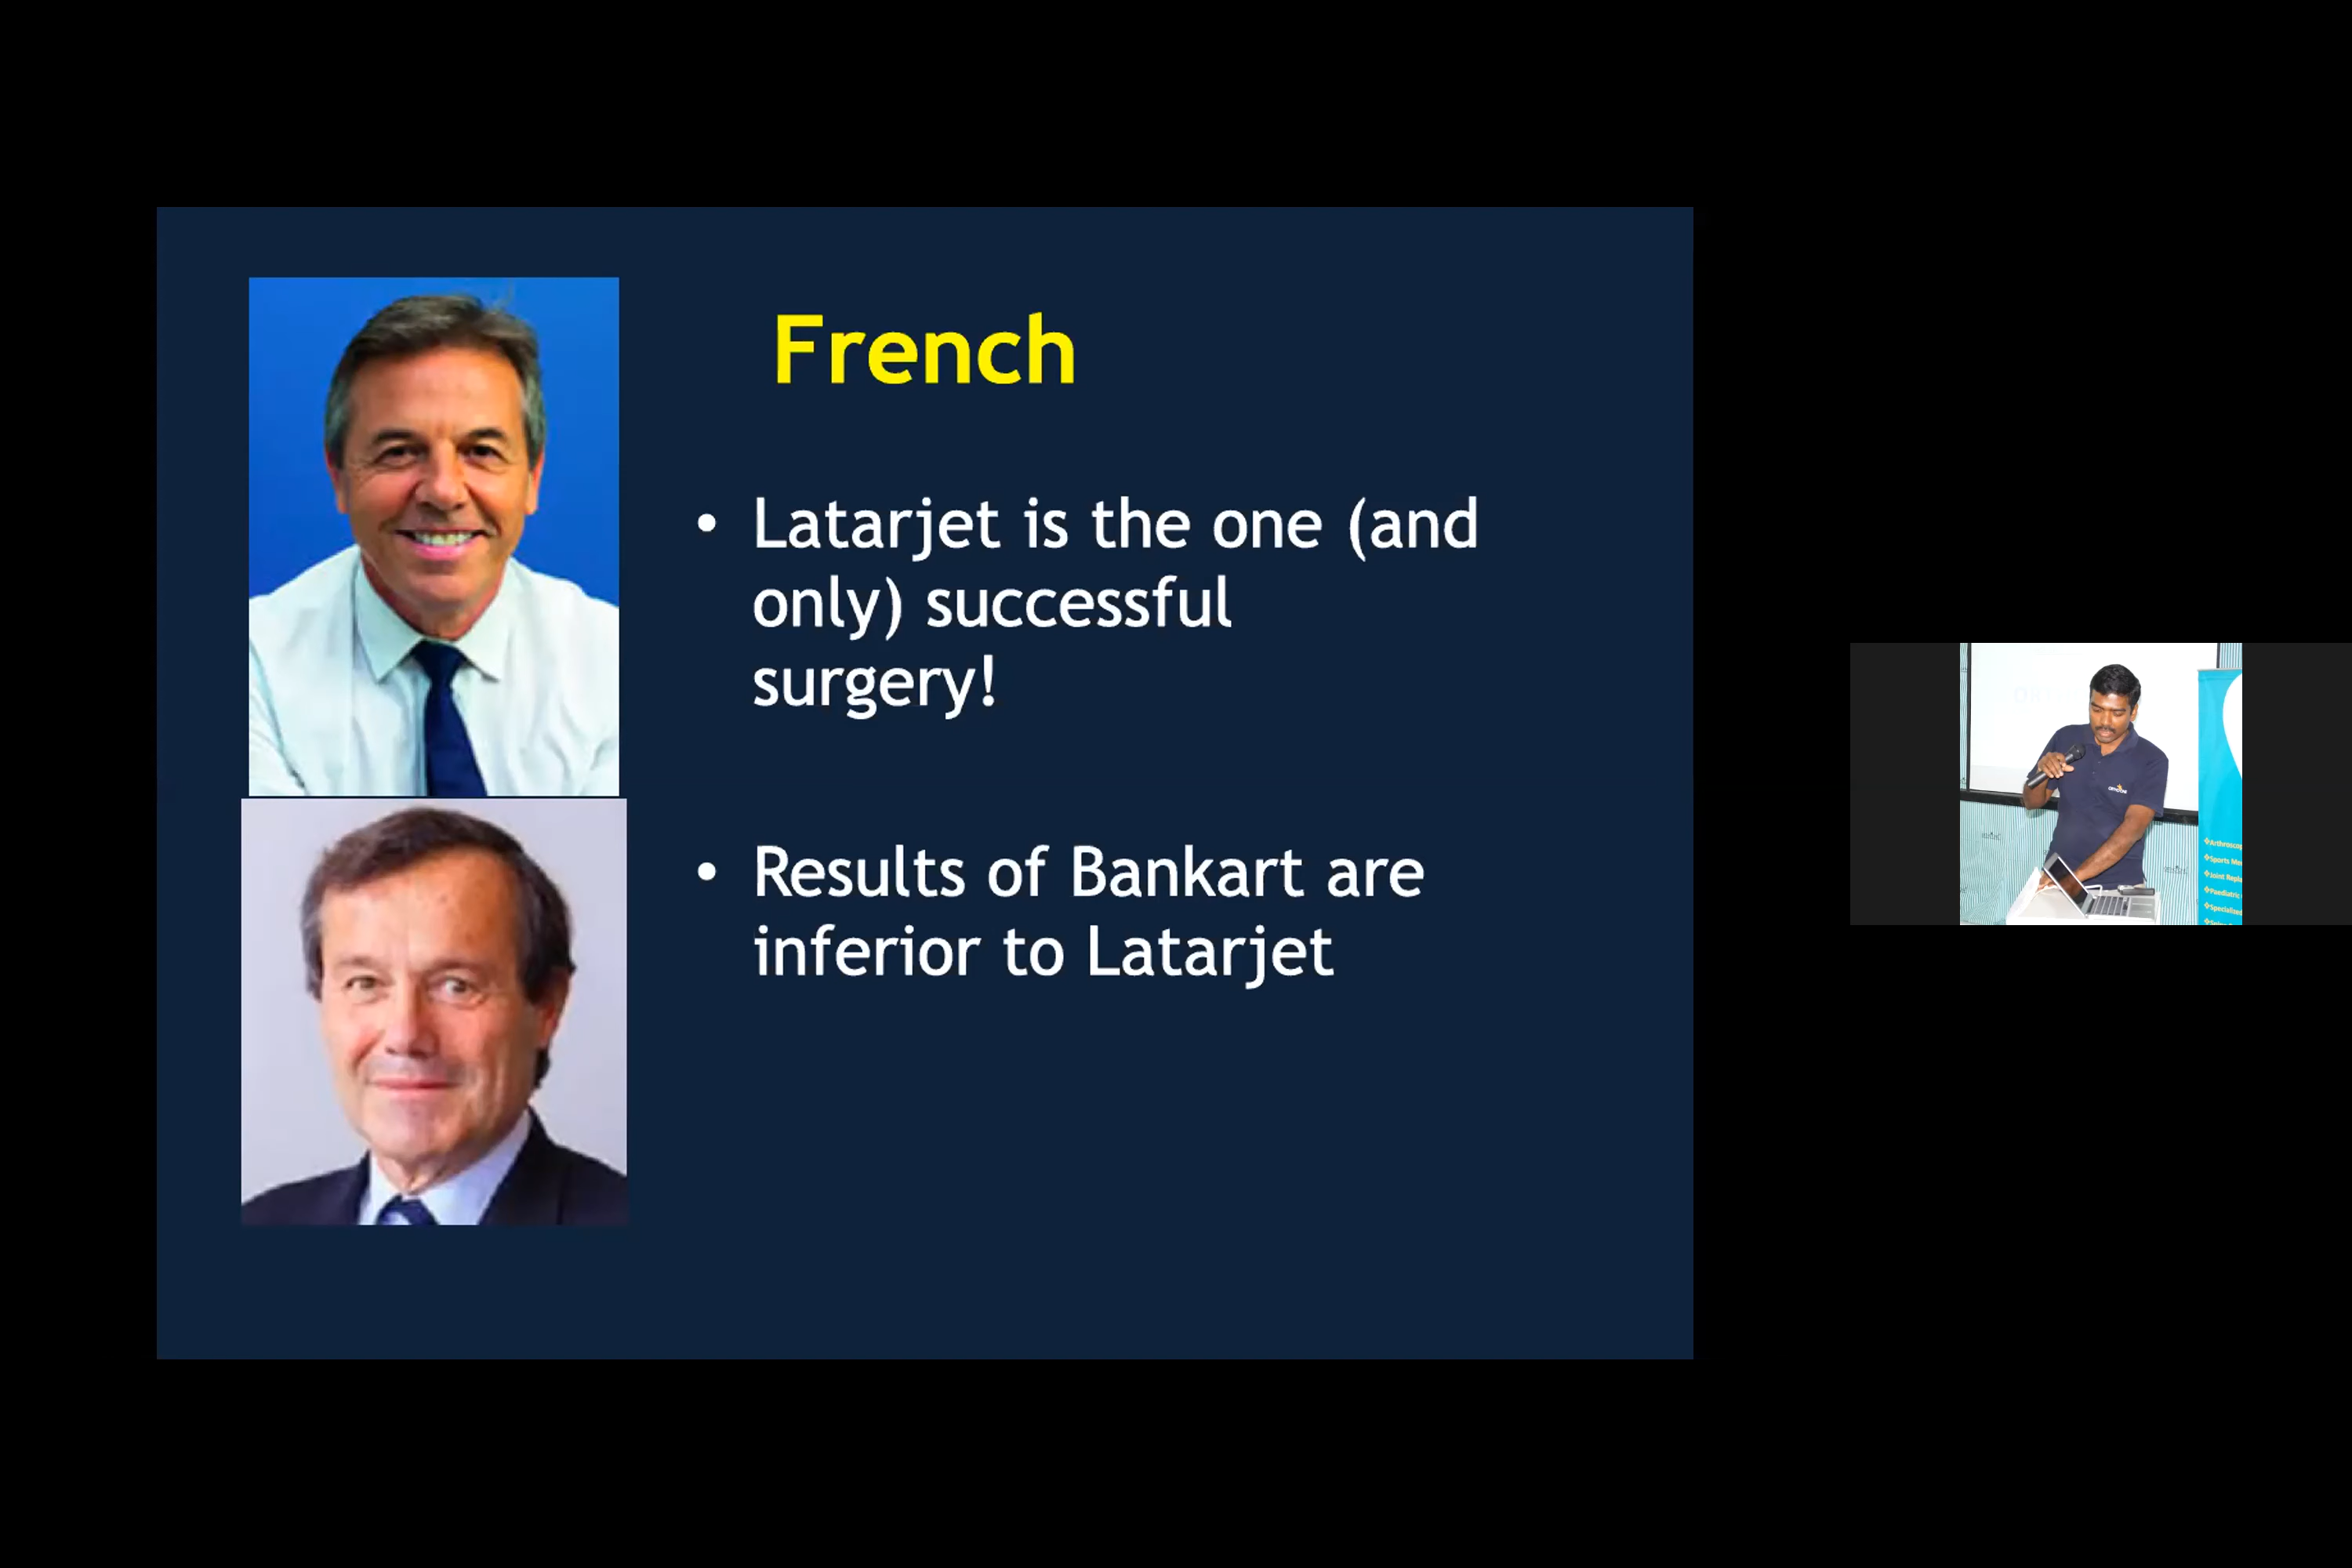 French
• Latarjet is the one (and
only) successful
surgery!
• Results of Bankart are
inferior to Latarjet